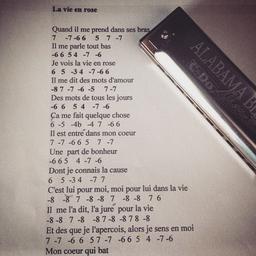 La vie en rose
Quand il me prend dans ses bras
7 -7 -6 6 5 7 -7
Il me parle tout bas
-6 6 5 4 -7 -6
Je vois la vie en rose
6 5 -3 4 -7 -6 6
Il me dit des mots d'amour
-8 7 -7 -6 -5 7 -7
Des mots de tous les jours
-6 6 5 4 -7 -6
Ça me fait quelque chose
6 -5 -4b -4 7 -6 6
Il est entré dans mon coeur
7 -7 -6 6 5 7 -7
Une part de bonheur
-6 6 5 4 -7 -6
Dont je connais la cause
6 5 -3 4 -7 7
C'est lui pour moi, moi pour lui dans la vie
-8 -8 7 -8 -8 7 -8 -8 7 6
Il me l'a dit, l'a juré pour la vie
-8 -8 7 -8 -8 7 -8 -8 7 8 -8
Et des que je l'apercois, alors je sens en moi
7 -7 -6 6 5 7 -7 -6 6 5 4 -7 -6
Mon coeur qui bat
ALABAMA B